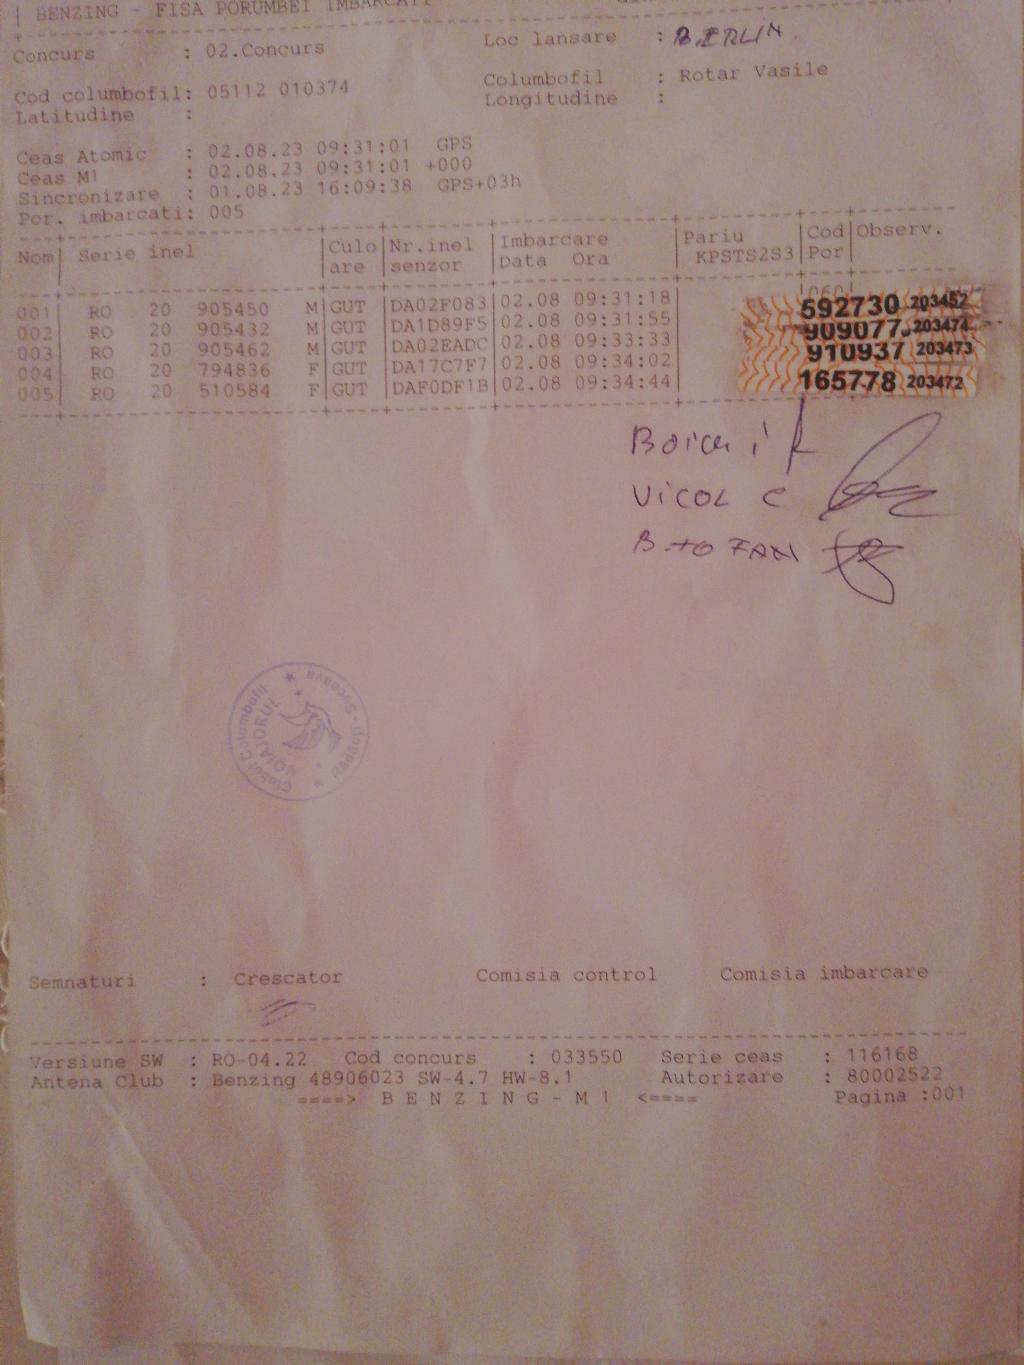 BENZING - FISA PORUMBEI IMBARCATI
Concurs : 02.Concurs Loc lansare : BERLIN.
Cod columbofil: 05112 010374 Columbofil : Rotar Vasile
Latitudine : Longitudine :
Ceas Atomic : 02.08.23 09:31:01 GPS
Ceas M1 : 02.08.23 09:31:01 +000
Sincronizare : 01.08.23 16:09:38 GPS+03h
Por. imbarcati: 005
Nom| Serie inel |Culo|Nr.inel |Imbarcare |Pariu |Cod|Observ.
|are |senzor |Data Ora | KPSTS2S3|Por|
001| RO 20 905450 M|GUT |DA02F083|02.08 09:31:18| 592730 203452
002| RO 20 905432 M|GUT |DA1D89F5|02.08 09:31:55| 909077 203474
003| RO 20 905462 M|GUT |DA02EADC|02.08 09:33:33| 910937 203473
004| RO 20 794836 F|GUT |DA17C7F7|02.08 09:34:02| 165778 203472
005| RO 20 510584 F|GUT |DAF0DF1B|02.08 09:34:44|
VICOL C
Clubul Columbofil
VOIAJORUL
Radauti - Suceava
Semnaturi : Crescator Comisia control Comisia imbarcare
Versiune SW : RO-04.22 Cod concurs : 033550 Serie ceas : 116168
Antena Club : Benzing 48906023 SW-4.7 HW-8.1 Autorizare : 80002522
====> B E N Z I N G - M 1 <==== Pagina :001